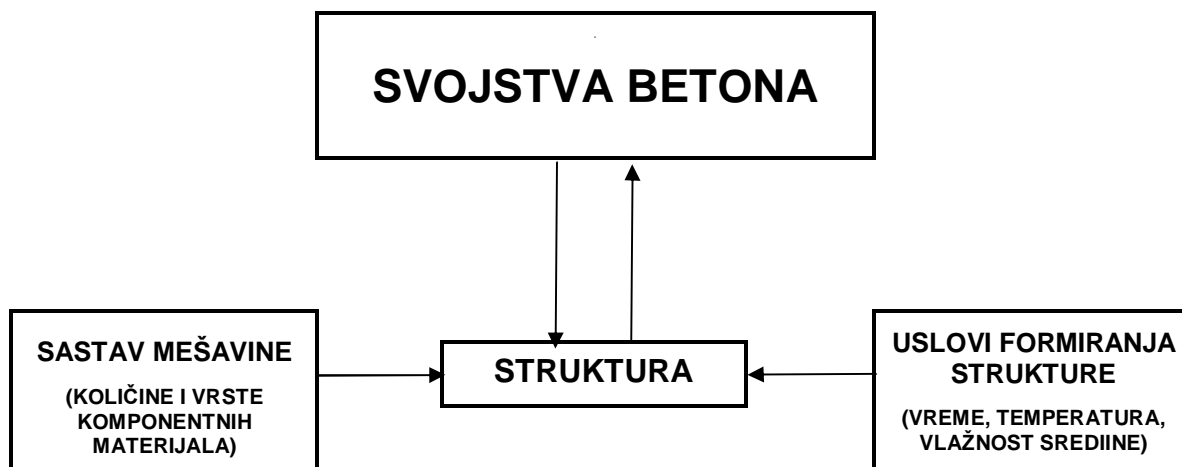 SVOJSTVA BETONA
SASTAV MEŠAVINE
(KOLIČINE I VRSTE
KOMPONENTNIH
MATERIJALA)
STRUKTURA
USLOVI FORMIRANJA
STRUKTURE
(VREME, TEMPERATURA,
VLAŽNOST SREDIINE)